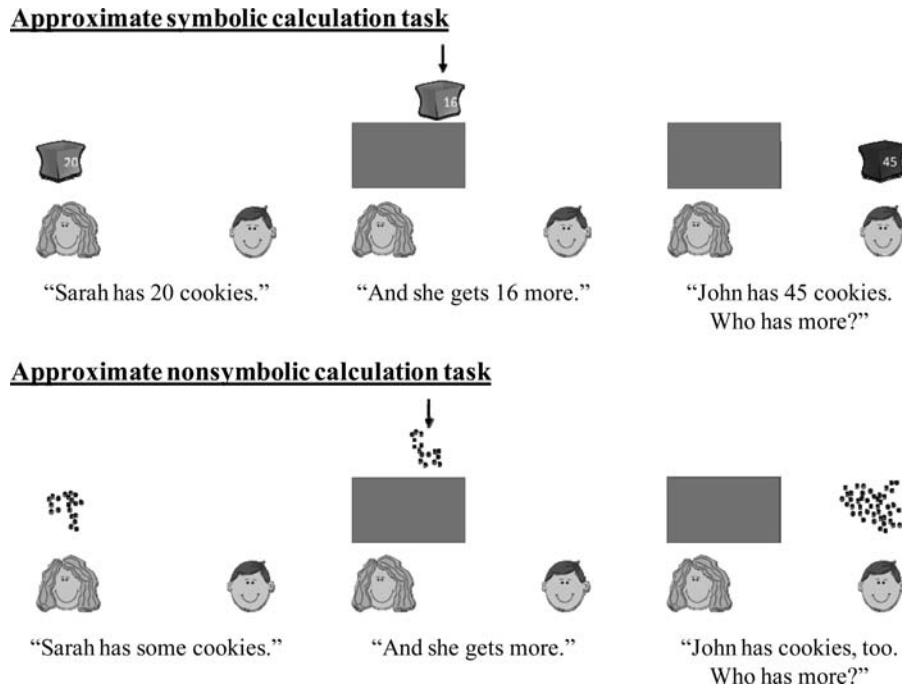 Approximate symbolic calculation task
16
20
45
“Sarah has 20 cookies.”
“And she gets 16 more.”
“John has 45 cookies.
Who has more?”
Approximate nonsymbolic calculation task
“Sarah has some cookies.”
“And she gets more.”
“John has cookies, too.
Who has more?”